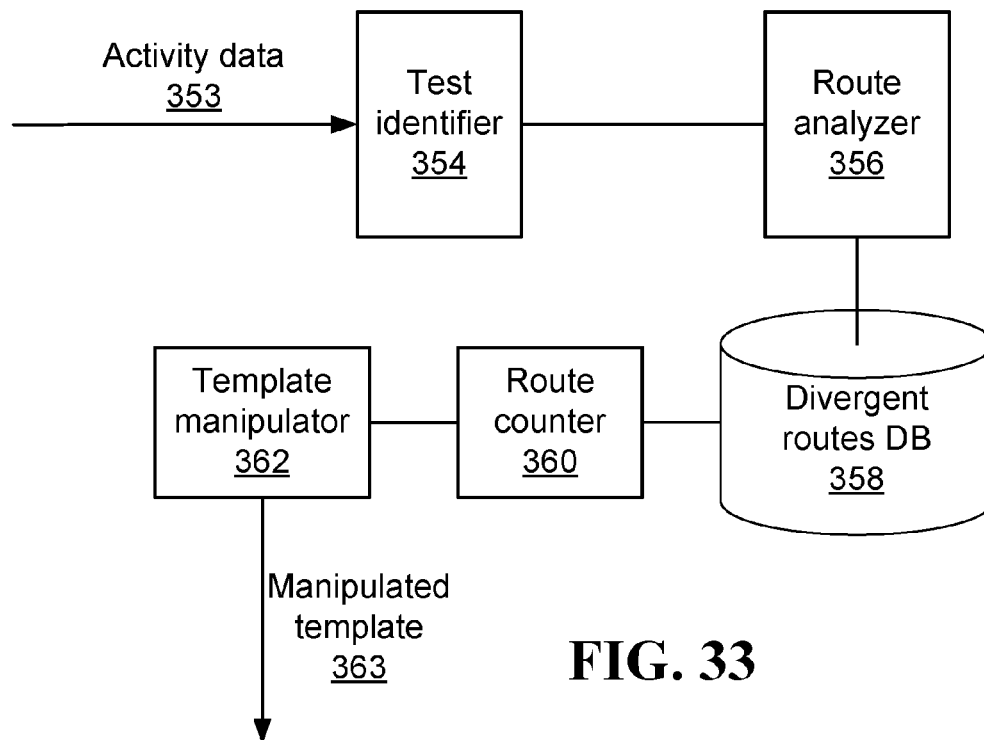 Activity data
353
Test
identifier
354
Route
analyzer
356
Template
manipulator
362
Route
counter
360
Divergent
routes DB
358
Manipulated
template
363
FIG. 33